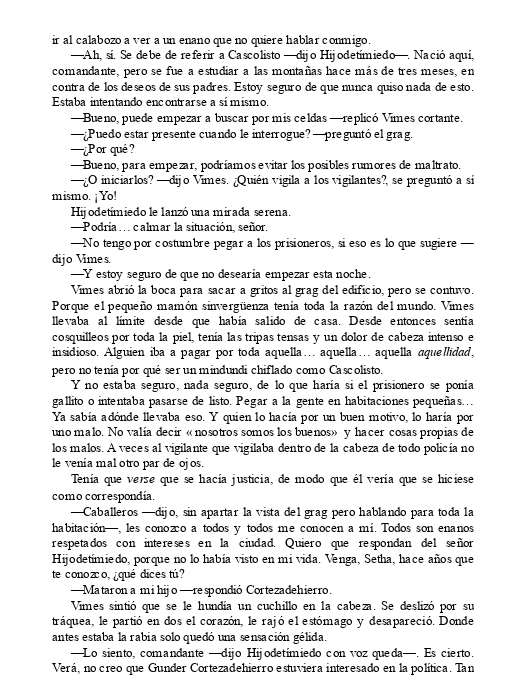 ir al calabozo a ver a un enano que no quiere hablar conmigo.
—Ah, sí. Se debe de referir a Cascolisto —dijo Hijodetímiedo—. Nació aquí,
comandante, pero se fue a estudiar a las montañas hace más de tres meses, en
contra de los deseos de sus padres. Estoy seguro de que nunca quiso nada de esto.
Estaba intentando encontrarse a sí mismo.
—Bueno, puede empezar a buscar por mis celdas —replicó Vimes cortante.
—¿Puedo estar presente cuando le interrogue? —preguntó el grag.
—¿Por qué?
—Bueno, para empezar, podríamos evitar los posibles rumores de maltrato.
—¿O iniciarlos? —dijo Vimes. ¿Quién vigila a los vigilantes?, se preguntó a sí
mismo. ¡Yo!
Hijodetímiedo le lanzó una mirada serena.
—Podría… calmar la situación, señor.
—No tengo por costumbre pegar a los prisioneros, si eso es lo que sugiere —
dijo Vimes.
—Y estoy seguro de que no desearía empezar esta noche.
Vimes abrió la boca para sacar a gritos al grag del edificio, pero se contuvo.
Porque el pequeño mamón sinvergüenza tenía toda la razón del mundo. Vimes
llevaba al límite desde que había salido de casa. Desde entonces sentía
cosquilleos por toda la piel, tenía las tripas tensas y un dolor de cabeza intenso e
insidioso. Alguien iba a pagar por toda aquella… aquella… aquella aquellidad,
pero no tenía por qué ser un mindundi chiflado como Cascolisto.
Y no estaba seguro, nada seguro, de lo que haría si el prisionero se ponía
gallito o intentaba pasarse de listo. Pegar a la gente en habitaciones pequeñas…
Ya sabía adónde llevaba eso. Y quien lo hacía por un buen motivo, lo haría por
uno malo. No valía decir «nosotros somos los buenos» y hacer cosas propias de
los malos. A veces al vigilante que vigilaba dentro de la cabeza de todo policía no
le venía mal otro par de ojos.
Tenía que verse que se hacía justicia, de modo que él vería que se hiciese
como correspondía.
—Caballeros —dijo, sin apartar la vista del grag pero hablando para toda la
habitación—, les conozco a todos y todos me conocen a mí. Todos son enanos
respetados con intereses en la ciudad. Quiero que respondan del señor
Hijodetímiedo, porque no lo había visto en mi vida. Venga, Setha, hace años que
te conozco, ¿qué dices tú?
—Mataron a mi hijo —respondió Cortezadehierro.
Vimes sintió que se le hundía un cuchillo en la cabeza. Se deslizó por su
tráquea, le partió en dos el corazón, le rajó el estómago y desapareció. Donde
antes estaba la rabia solo quedó una sensación gélida.
—Lo siento, comandante —dijo Hijodetímiedo con voz queda—. Es cierto.
Verá, no creo que Gunder Cortezadehierro estuviera interesado en la política. Tan